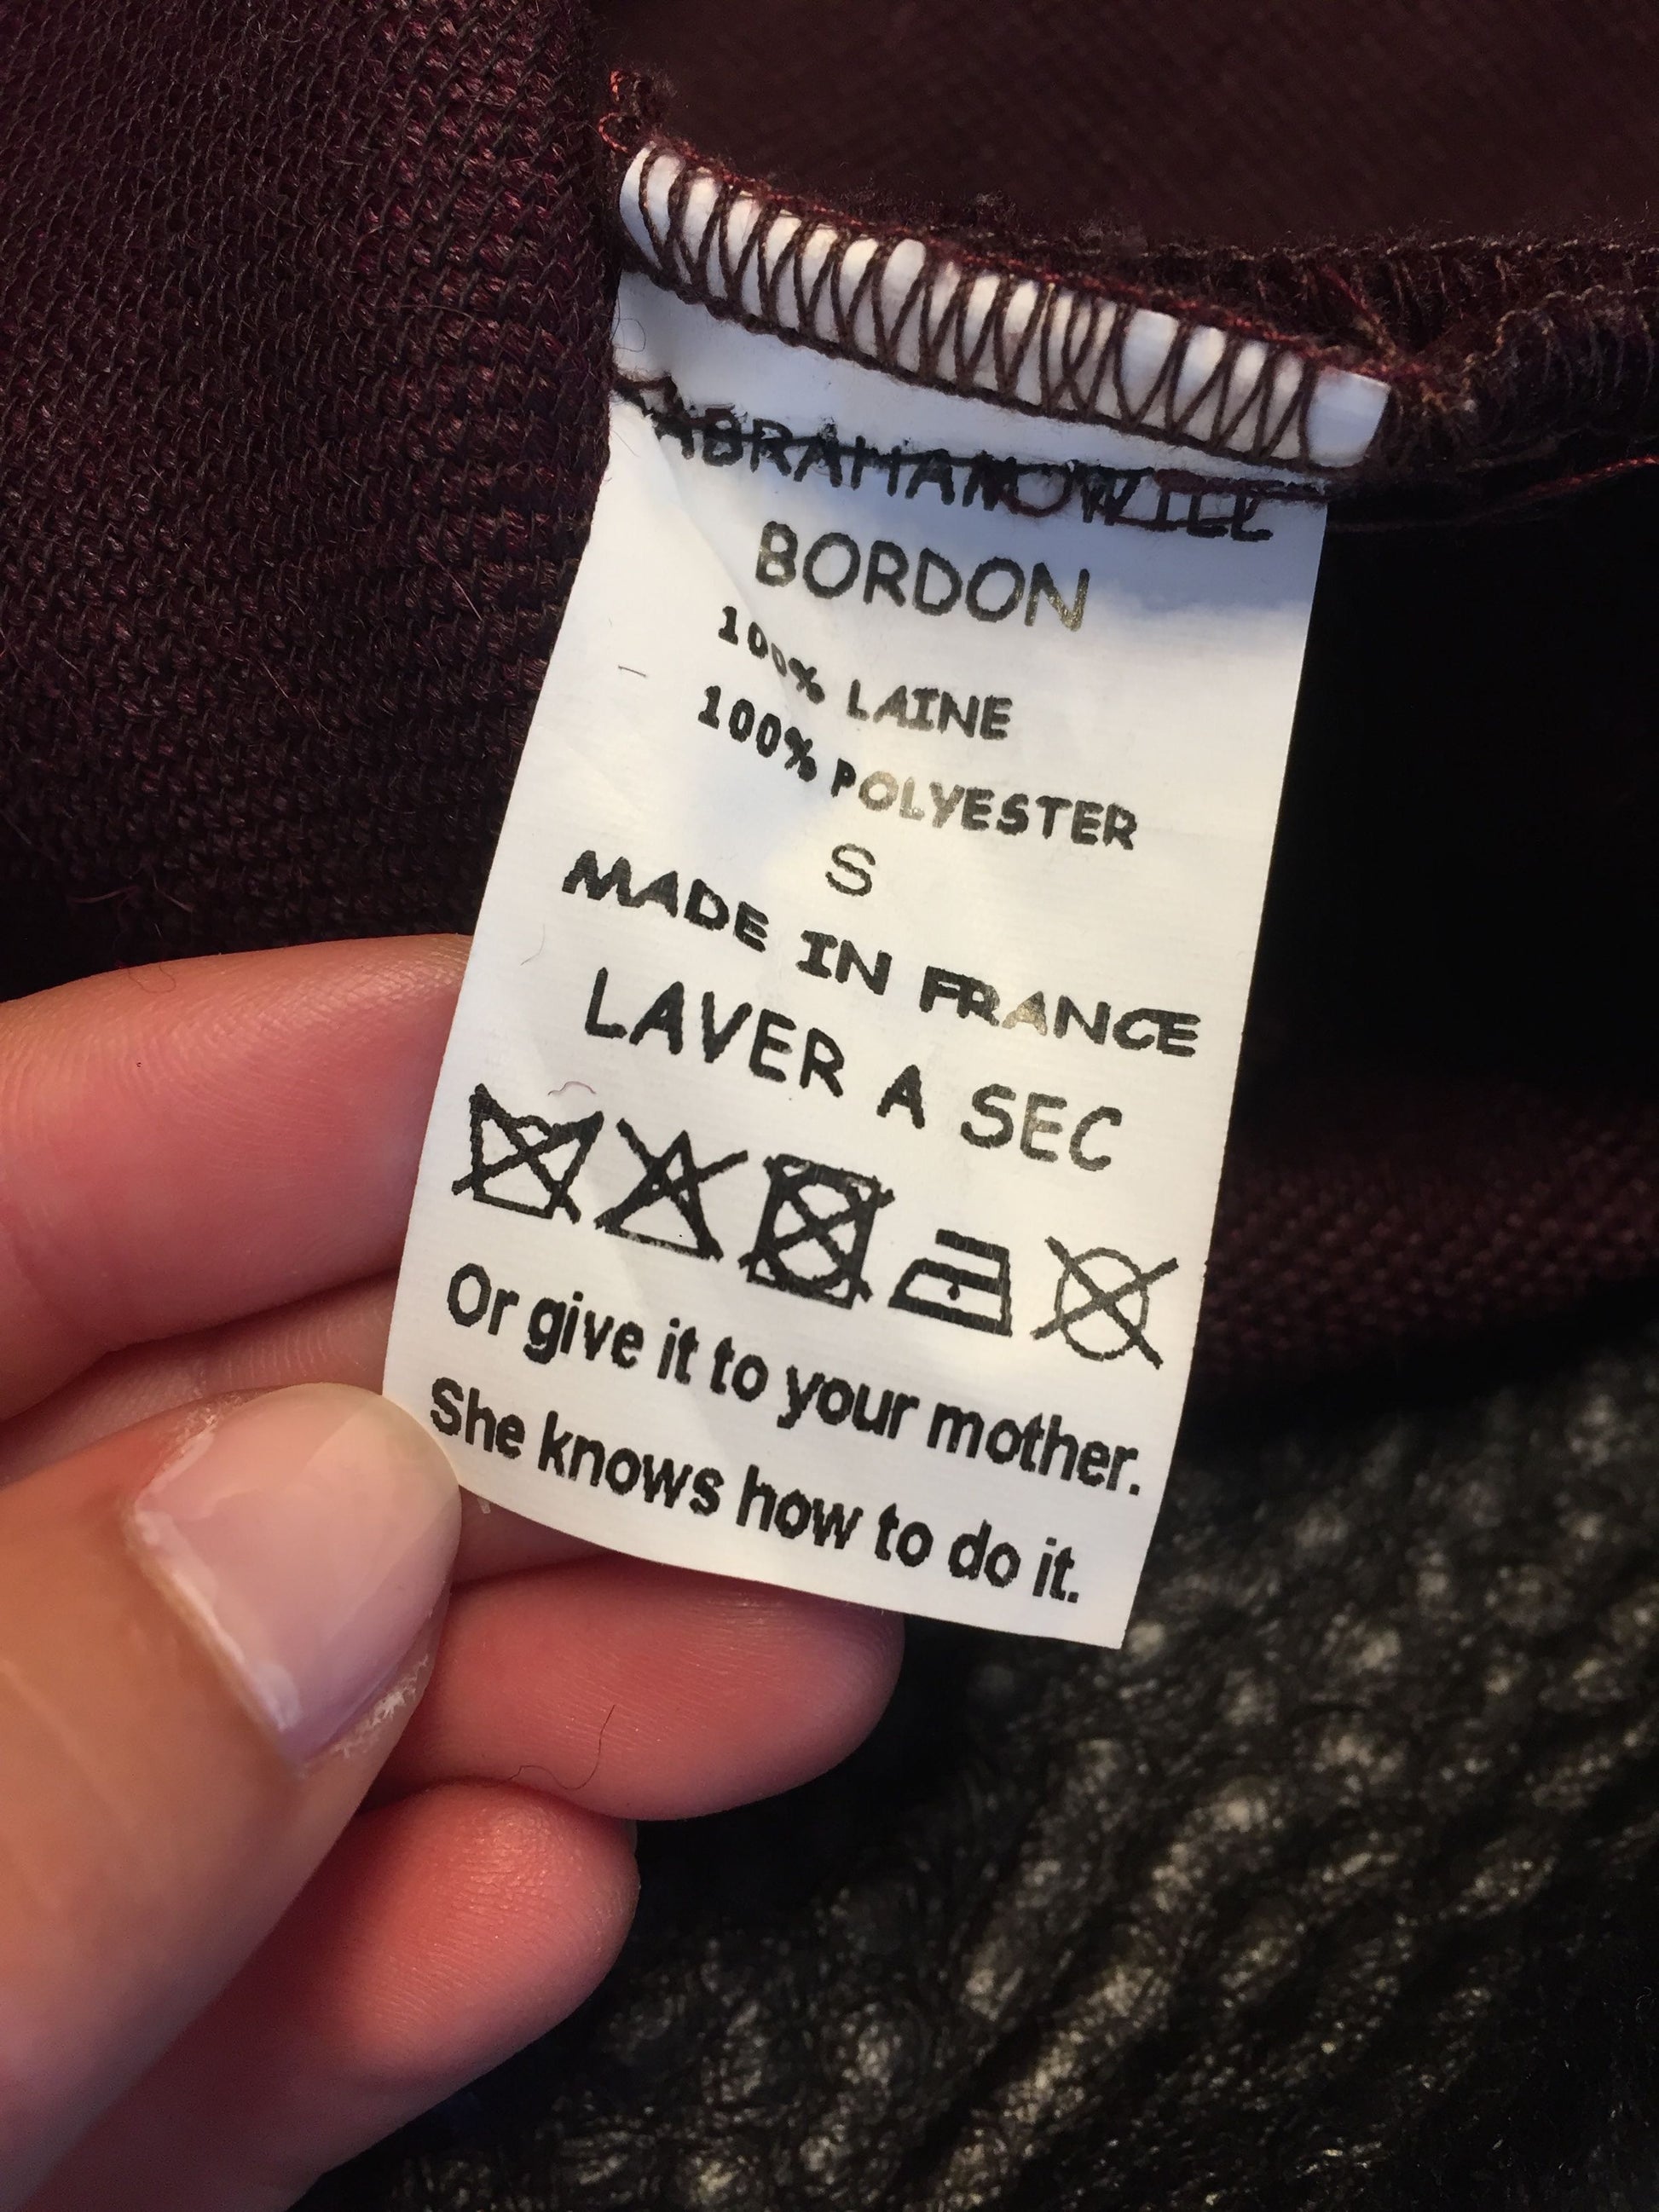 ABRAHAMOWILL
BORDON
100% LAINE
100% POLYESTER
S
MADE IN FRANCE
LAVER A SEC
Or give it to your mother.
She knows how to do it.